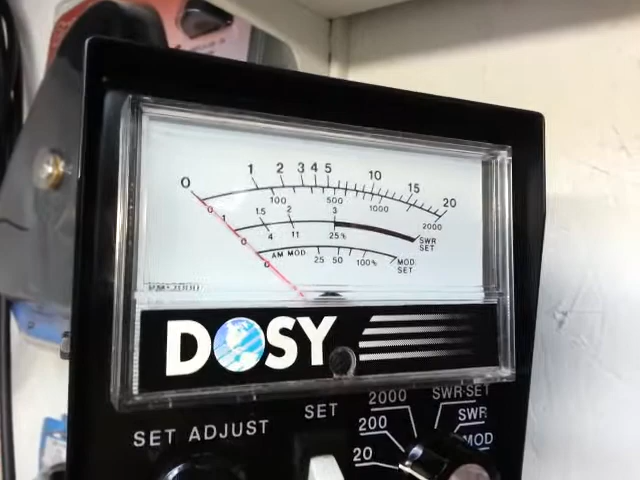 0 1 2 3 4 5 10 15 20
0 100 500 1000 2000
1 1.5 2 3 SWR SET
0 4 11 25%
0 AM MOD 25 50 100% MOD SET
DOSY
SET ADJUST
SET
2000 SWR-SET
200 SWR
20 MOD